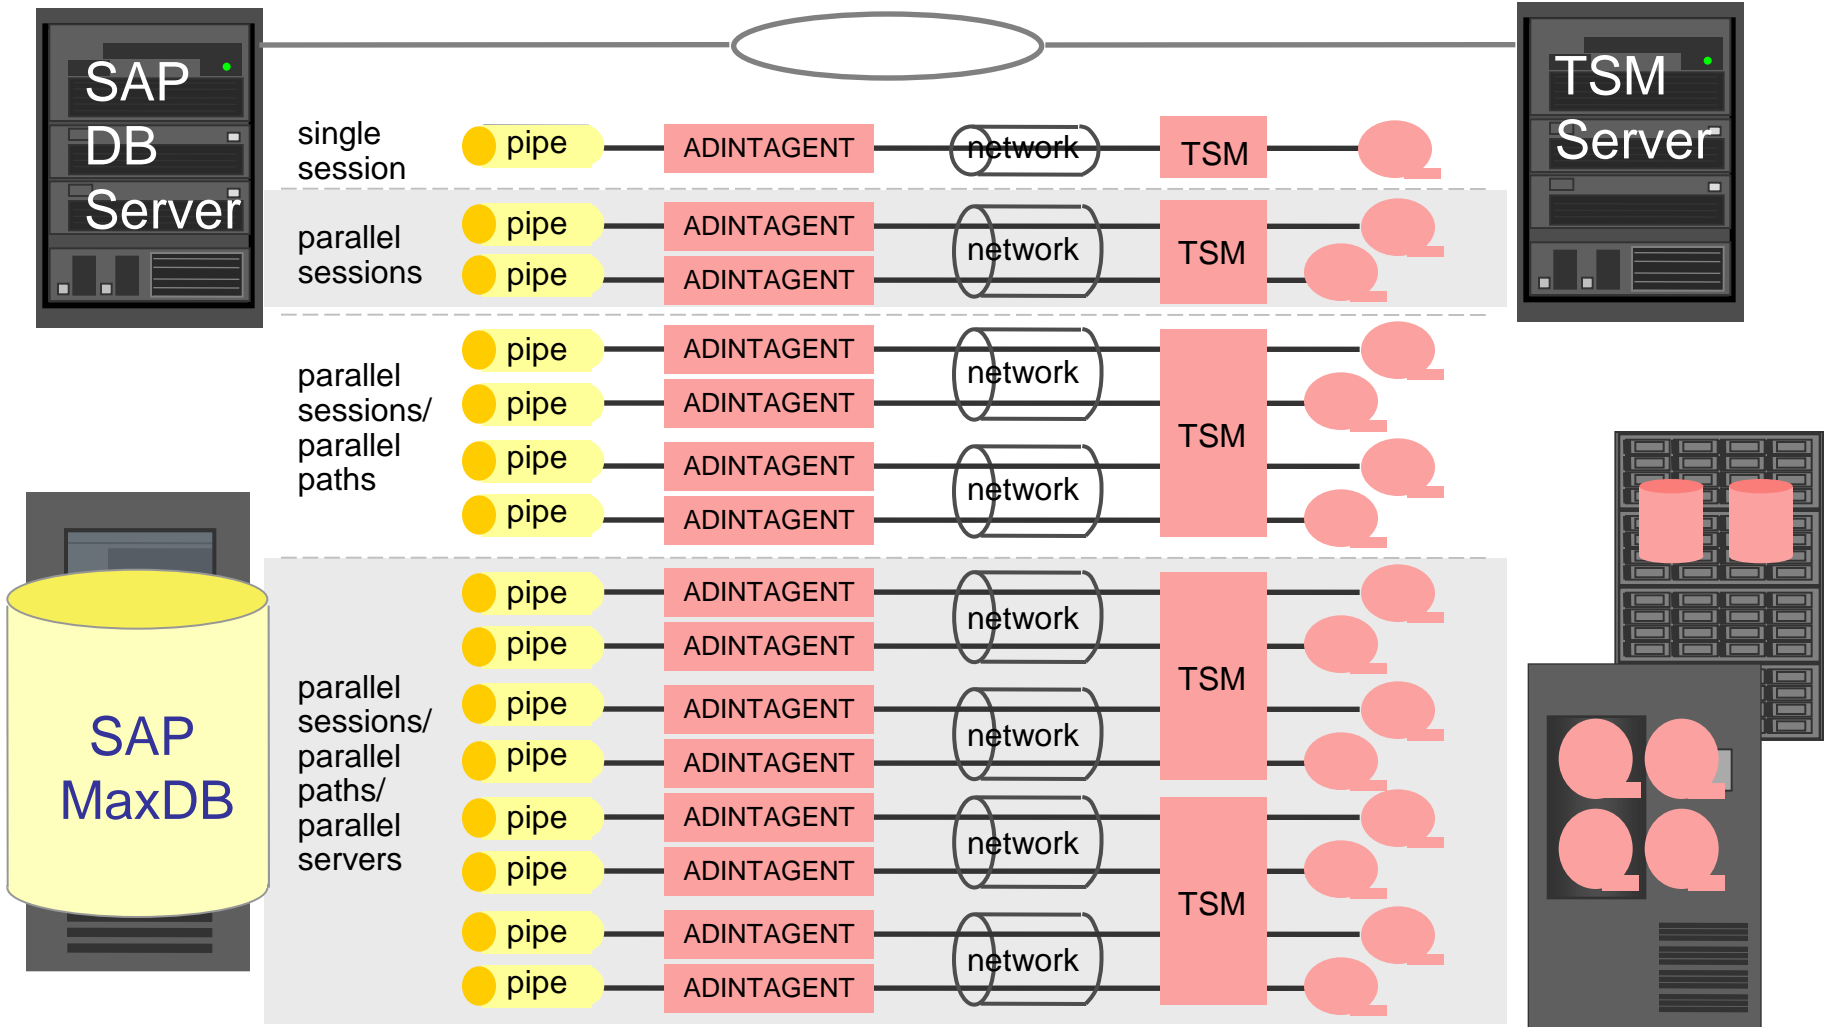 SAP
DB
Server
TSM
Server
single
session
pipe
ADINTAGENT
network
TSM
parallel
sessions
pipe
ADINTAGENT
pipe
ADINTAGENT
network
TSM
parallel
sessions/
parallel
paths
pipe
ADINTAGENT
pipe
ADINTAGENT
network
pipe
ADINTAGENT
pipe
ADINTAGENT
network
TSM
parallel
sessions/
parallel
paths/
parallel
servers
pipe
ADINTAGENT
pipe
ADINTAGENT
network
pipe
ADINTAGENT
pipe
ADINTAGENT
network
TSM
pipe
ADINTAGENT
pipe
ADINTAGENT
network
pipe
ADINTAGENT
pipe
ADINTAGENT
network
TSM
SAP
MaxDB